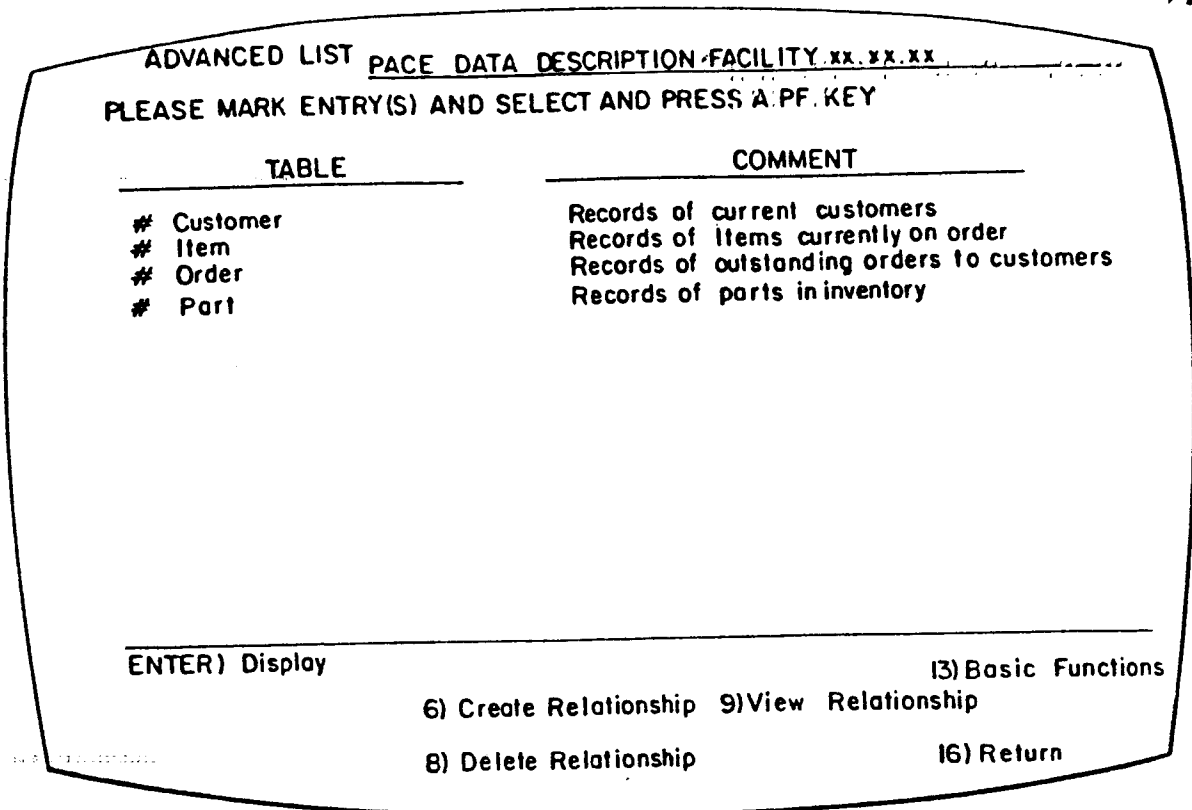 ADVANCED LIST PACE DATA DESCRIPTION FACILITY xx.xx.xx
PLEASE MARK ENTRY(S) AND SELECT AND PRESS A PF. KEY
TABLE COMMENT
# Customer Records of current customers
# Item Records of Items currently on order
# Order Records of outstanding orders to customers
# Part Records of parts in inventory
ENTER) Display 13) Basic Functions
6) Create Relationship 9) View Relationship
8) Delete Relationship 16) Return